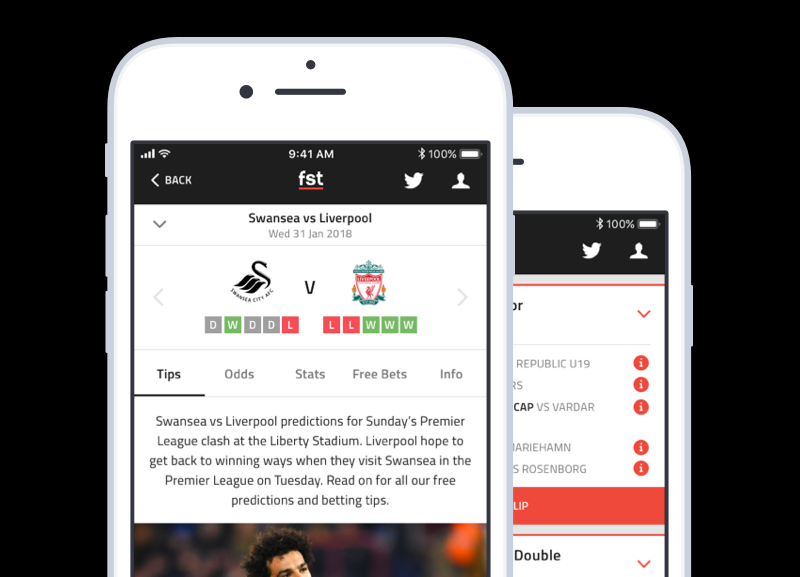 9:41 AM
100%
BACK
fst
Swansea vs Liverpool
Wed 31 Jan 2018
SWANSEA CITY AFC
V
LIVERPOOL
D W D D L
L L W W W
Tips
Odds
Stats
Free Bets
Info
Swansea vs Liverpool predictions for Sunday's Premier
League clash at the Liberty Stadium. Liverpool hope to
get back to winning ways when they visit Swansea in the
Premier League on Tuesday. Read on for all our free
predictions and betting tips.
100%
or
REPUBLIC U19
RS
CAP VS VARDAR
MARIEHAMN
S ROSENBORG
LIP
Double